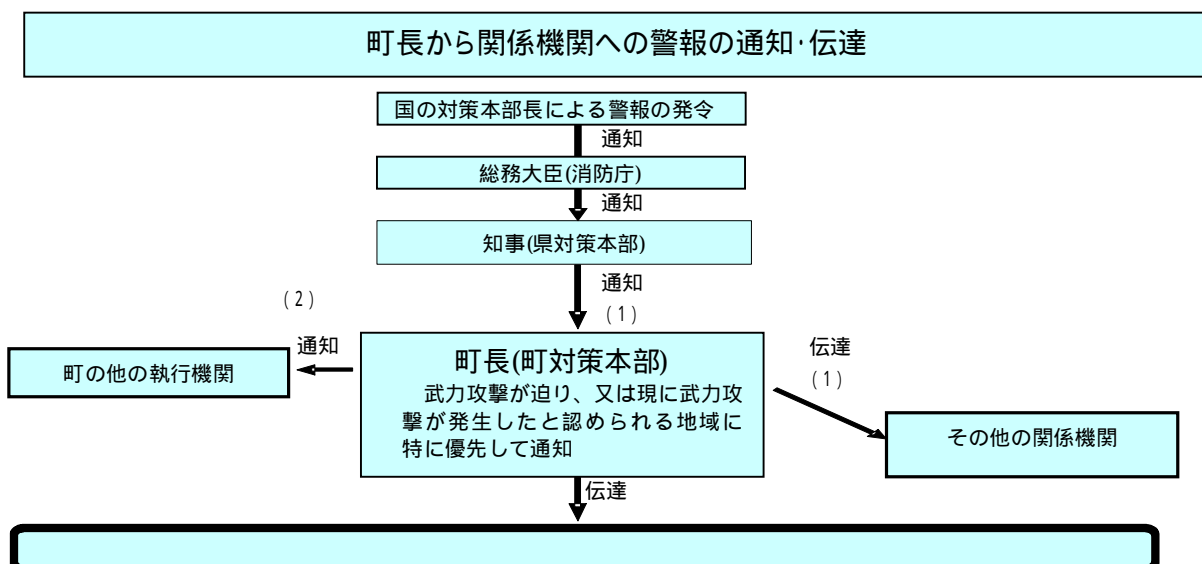 町長から関係機関への警報の通知･伝達
国の対策本部長による警報の発令
通知
総務大臣(消防庁)
通知
知事(県対策本部)
通知
(1)
(2)
通知
町の他の執行機関
町長(町対策本部)
武力攻撃が迫り、又は現に武力攻
撃が発生したと認められる地域に
特に優先して通知
伝達
(1)
その他の関係機関
伝達